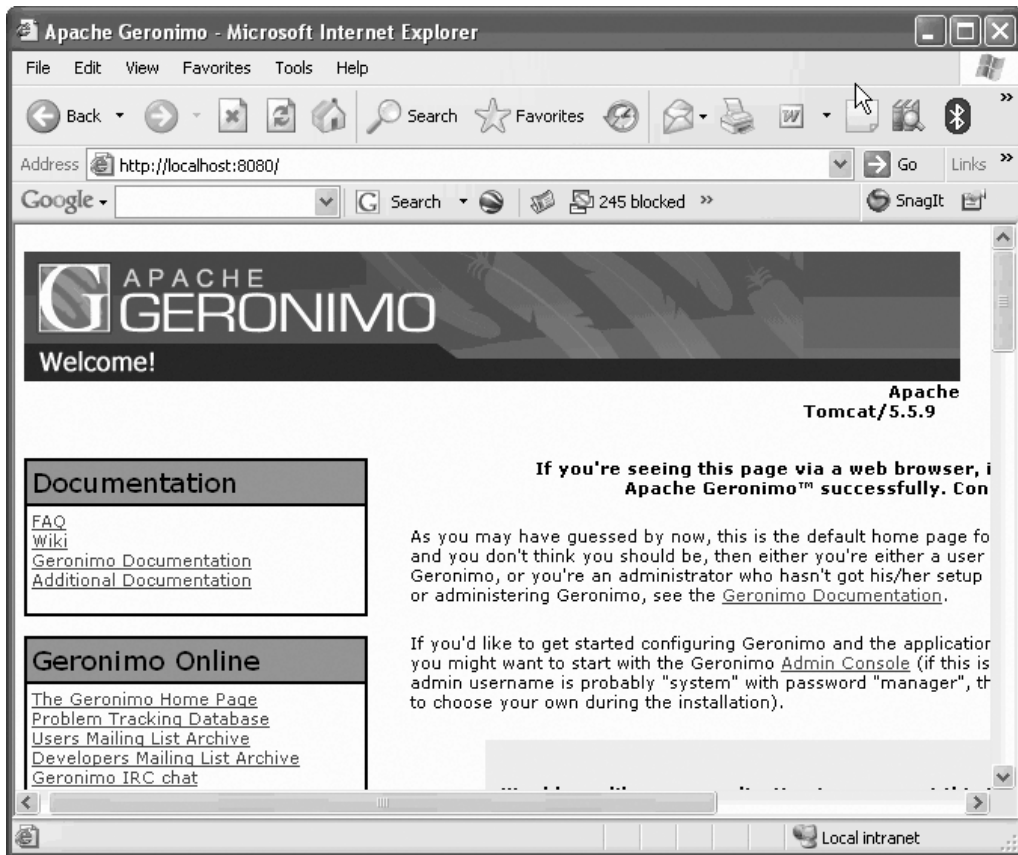 Apache Geronimo - Microsoft Internet Explorer
File Edit View Favorites Tools Help
Back Search Favorites W »
Address http://localhost:8080/ Go Links »
Google G Search 245 blocked » SnagIt
G APACHE
GERONIMO
Welcome!
Apache
Tomcat/5.5.9
Documentation
FAQ
Wiki
Geronimo Documentation
Additional Documentation
If you're seeing this page via a web browser, i
Apache Geronimo™ successfully. Con
As you may have guessed by now, this is the default home page fo
and you don't think you should be, then either you're either a user
Geronimo, or you're an administrator who hasn't got his/her setup
or administering Geronimo, see the Geronimo Documentation.
Geronimo Online
The Geronimo Home Page
Problem Tracking Database
Users Mailing List Archive
Developers Mailing List Archive
Geronimo IRC chat
If you'd like to get started configuring Geronimo and the application
you might want to start with the Geronimo Admin Console (if this is
admin username is probably "system" with password "manager", th
to choose your own during the installation).
Local intranet